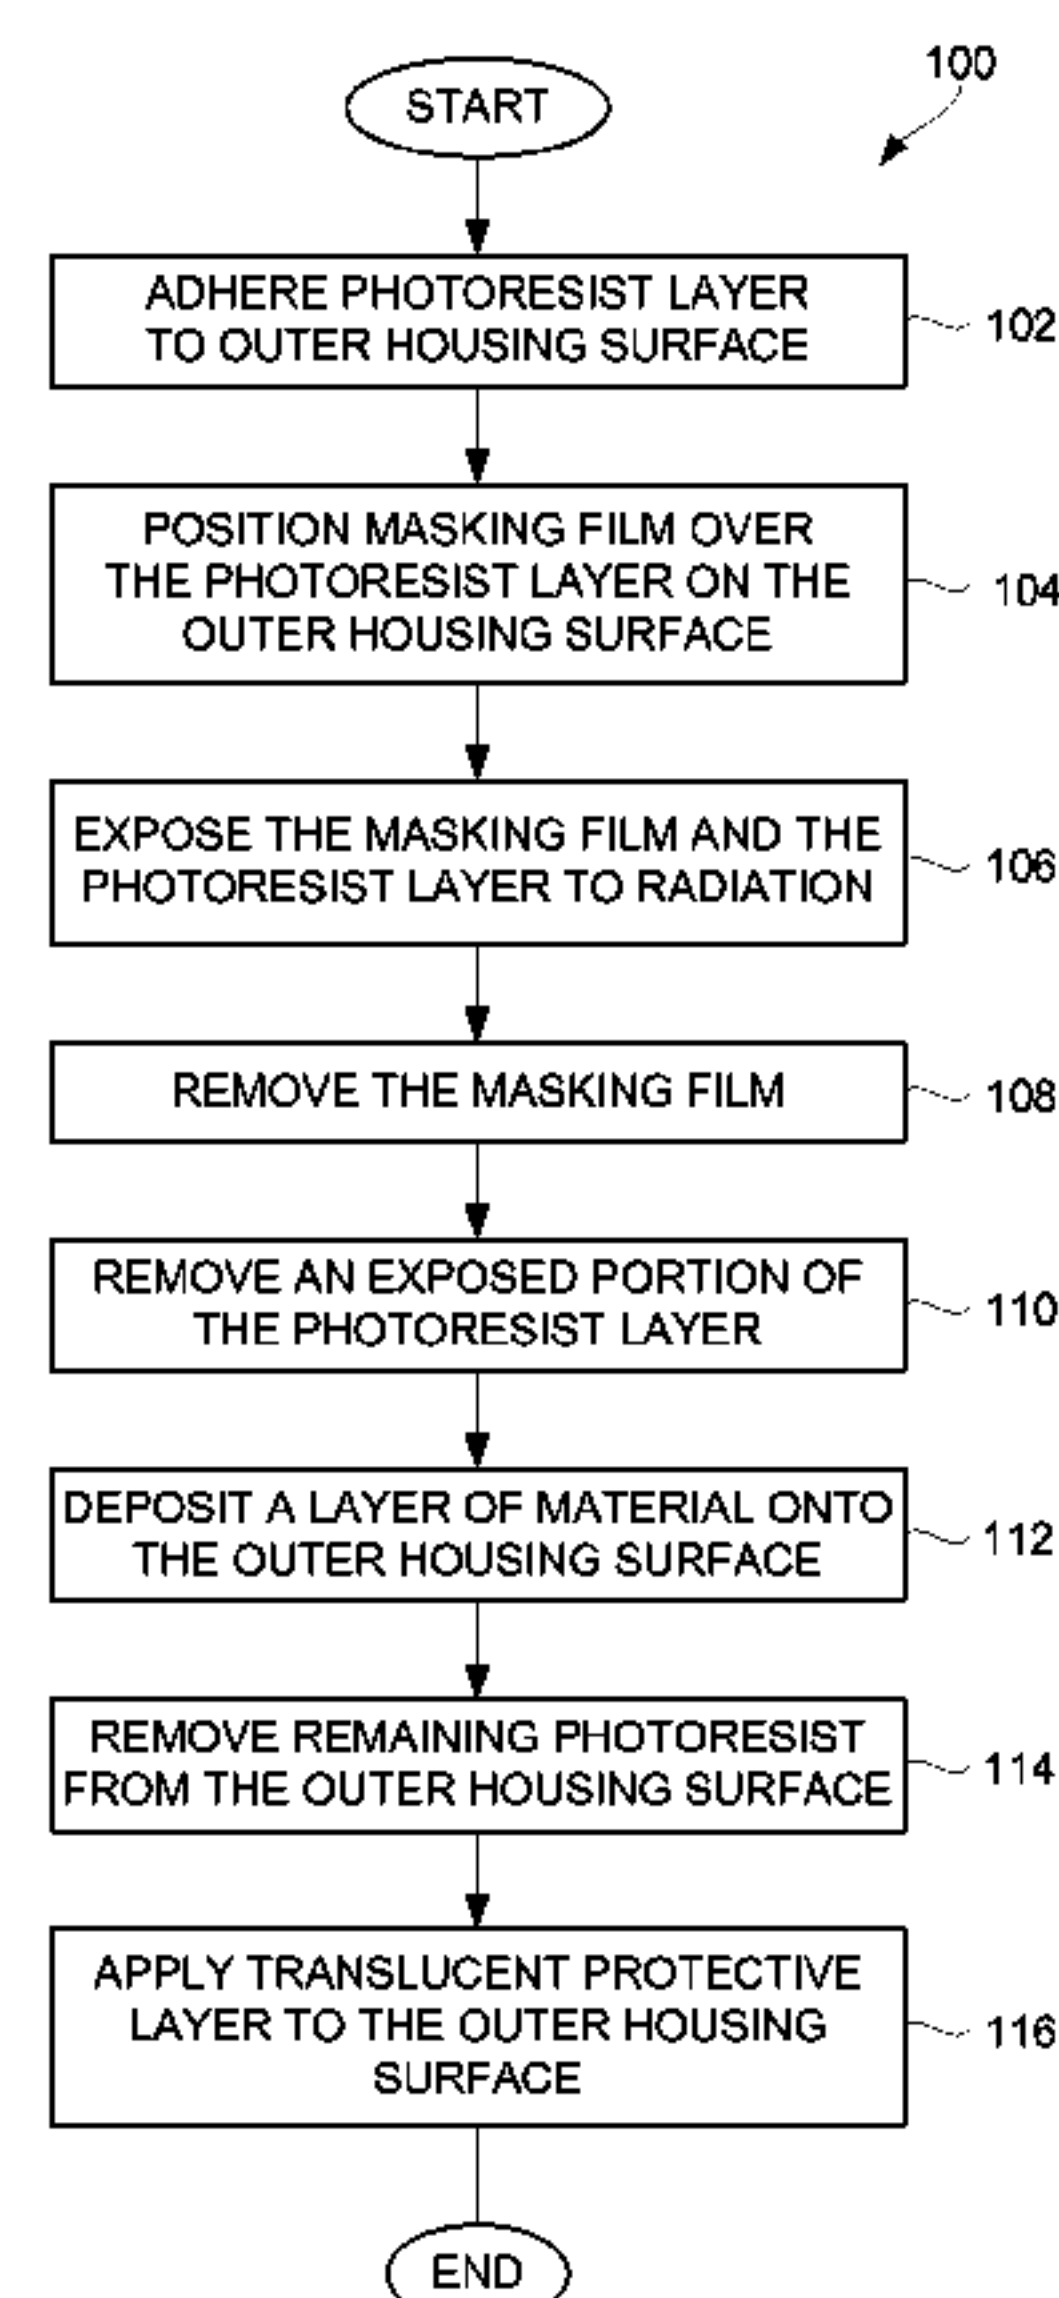 100
START
ADHERE PHOTORESIST LAYER
TO OUTER HOUSING SURFACE
102
POSITION MASKING FILM OVER
THE PHOTORESIST LAYER ON THE
OUTER HOUSING SURFACE
104
EXPOSE THE MASKING FILM AND THE
PHOTORESIST LAYER TO RADIATION
106
REMOVE THE MASKING FILM
108
REMOVE AN EXPOSED PORTION OF
THE PHOTORESIST LAYER
110
DEPOSIT A LAYER OF MATERIAL ONTO
THE OUTER HOUSING SURFACE
112
REMOVE REMAINING PHOTORESIST
FROM THE OUTER HOUSING SURFACE
114
APPLY TRANSLUCENT PROTECTIVE
LAYER TO THE OUTER HOUSING
SURFACE
116
END